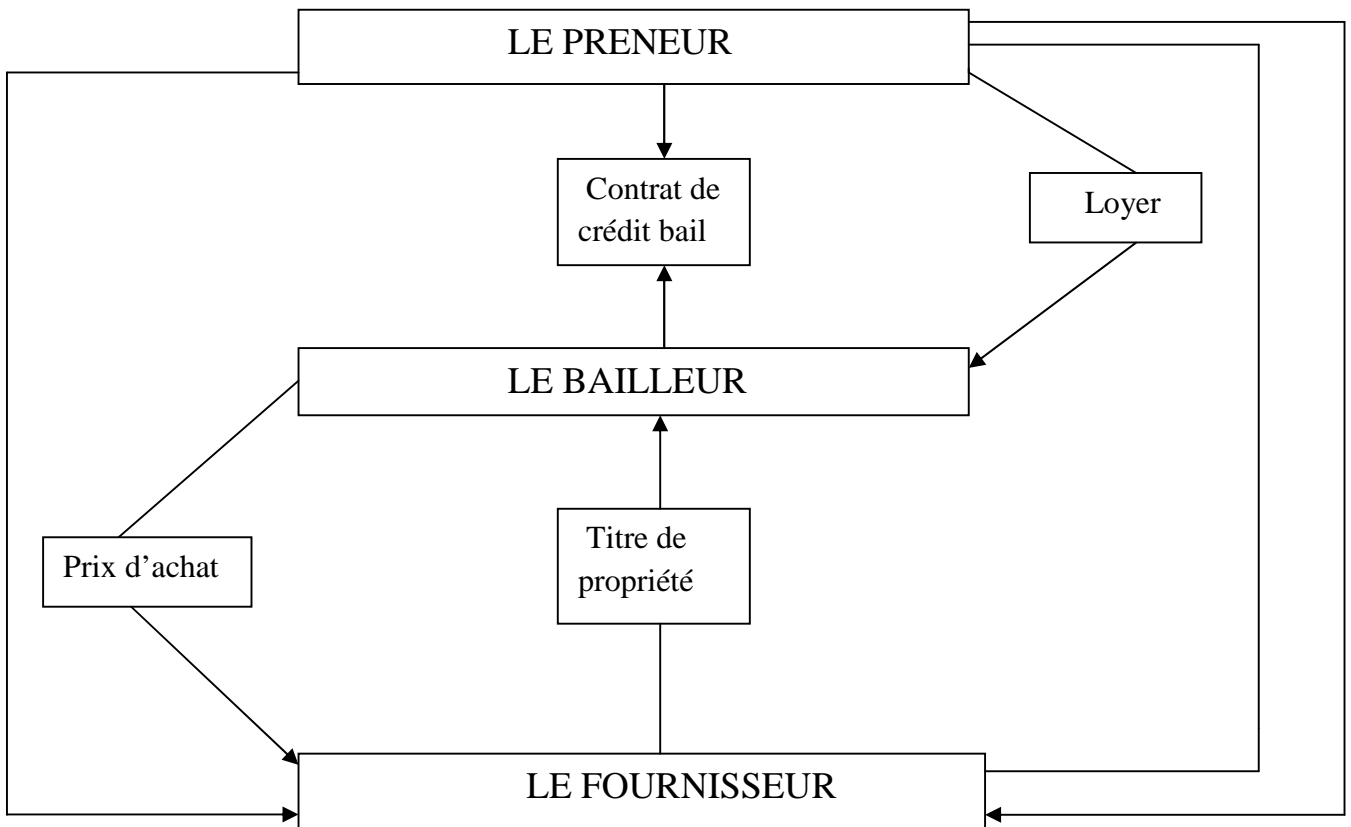 LE PRENEUR
Contrat de
crédit bail
Loyer
LE BAILLEUR
Prix d’achat
Titre de
propriété
LE FOURNISSEUR